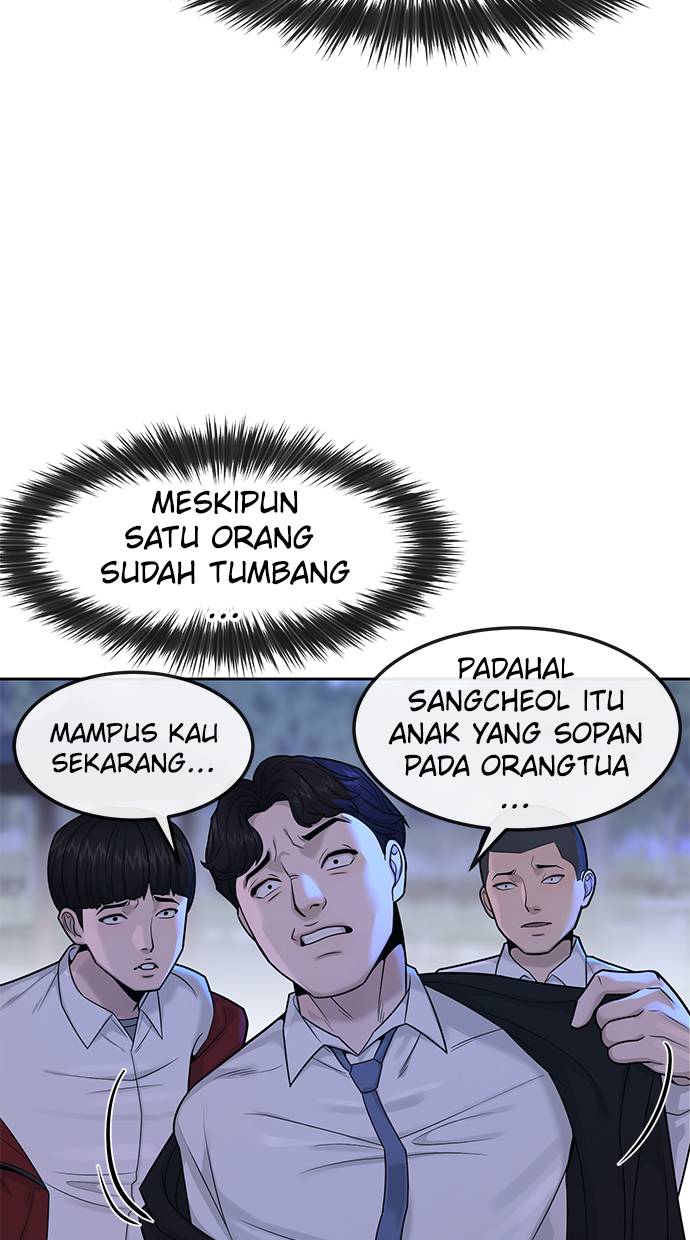 MESKIPUN
SATU ORANG
SUDAH TUMBANG
...
MAMPUS KAU
SEKARANG...
PADAHAL
SANGCHEOL ITU
ANAK YANG SOPAN
PADA ORANGTUA
...